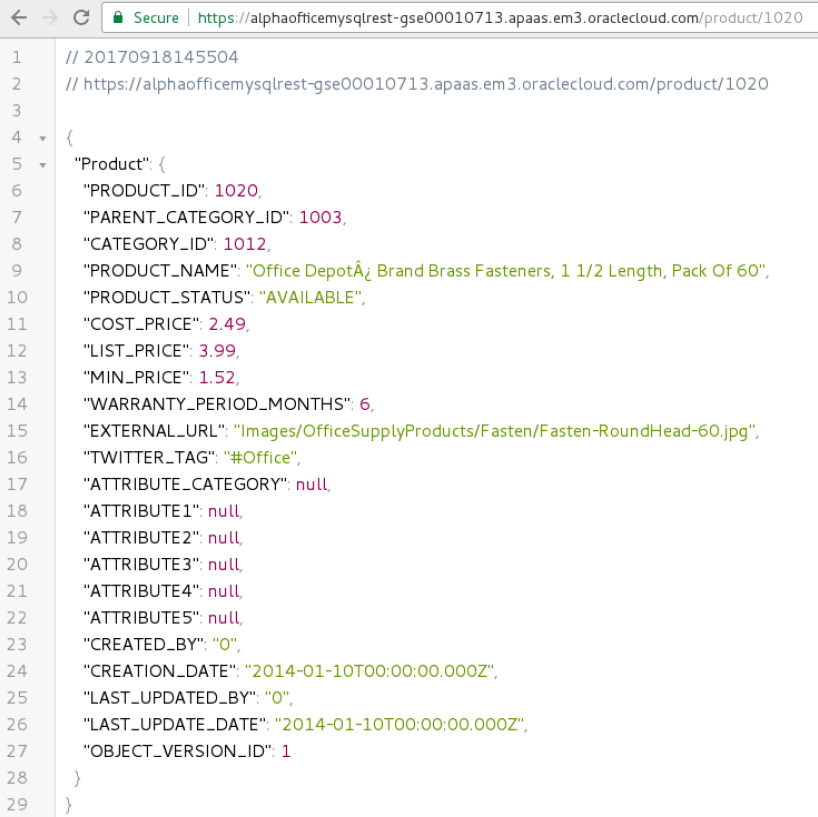 Secure https://alphaofficemysqlrest-gse00010713.apaas.em3.oraclecloud.com/product/1020
1 // 20170918145504
2 // https://alphaofficemysqlrest-gse00010713.apaas.em3.oraclecloud.com/product/1020
3
4 {
5 "Product": {
6 "PRODUCT_ID": 1020,
7 "PARENT_CATEGORY_ID": 1003,
8 "CATEGORY_ID": 1012,
9 "PRODUCT_NAME": "Office DepotÂ¿ Brand Brass Fasteners, 1 1/2 Length, Pack Of 60",
10 "PRODUCT_STATUS": "AVAILABLE",
11 "COST_PRICE": 2.49,
12 "LIST_PRICE": 3.99,
13 "MIN_PRICE": 1.52,
14 "WARRANTY_PERIOD_MONTHS": 6,
15 "EXTERNAL_URL": "Images/OfficeSupplyProducts/Fasten/Fasten-RoundHead-60.jpg",
16 "TWITTER_TAG": "#Office",
17 "ATTRIBUTE_CATEGORY": null,
18 "ATTRIBUTE1": null,
19 "ATTRIBUTE2": null,
20 "ATTRIBUTE3": null,
21 "ATTRIBUTE4": null,
22 "ATTRIBUTE5": null,
23 "CREATED_BY": "0",
24 "CREATION_DATE": "2014-01-10T00:00:00.000Z",
25 "LAST_UPDATED_BY": "0",
26 "LAST_UPDATE_DATE": "2014-01-10T00:00:00.000Z",
27 "OBJECT_VERSION_ID": 1
28 }
29 }